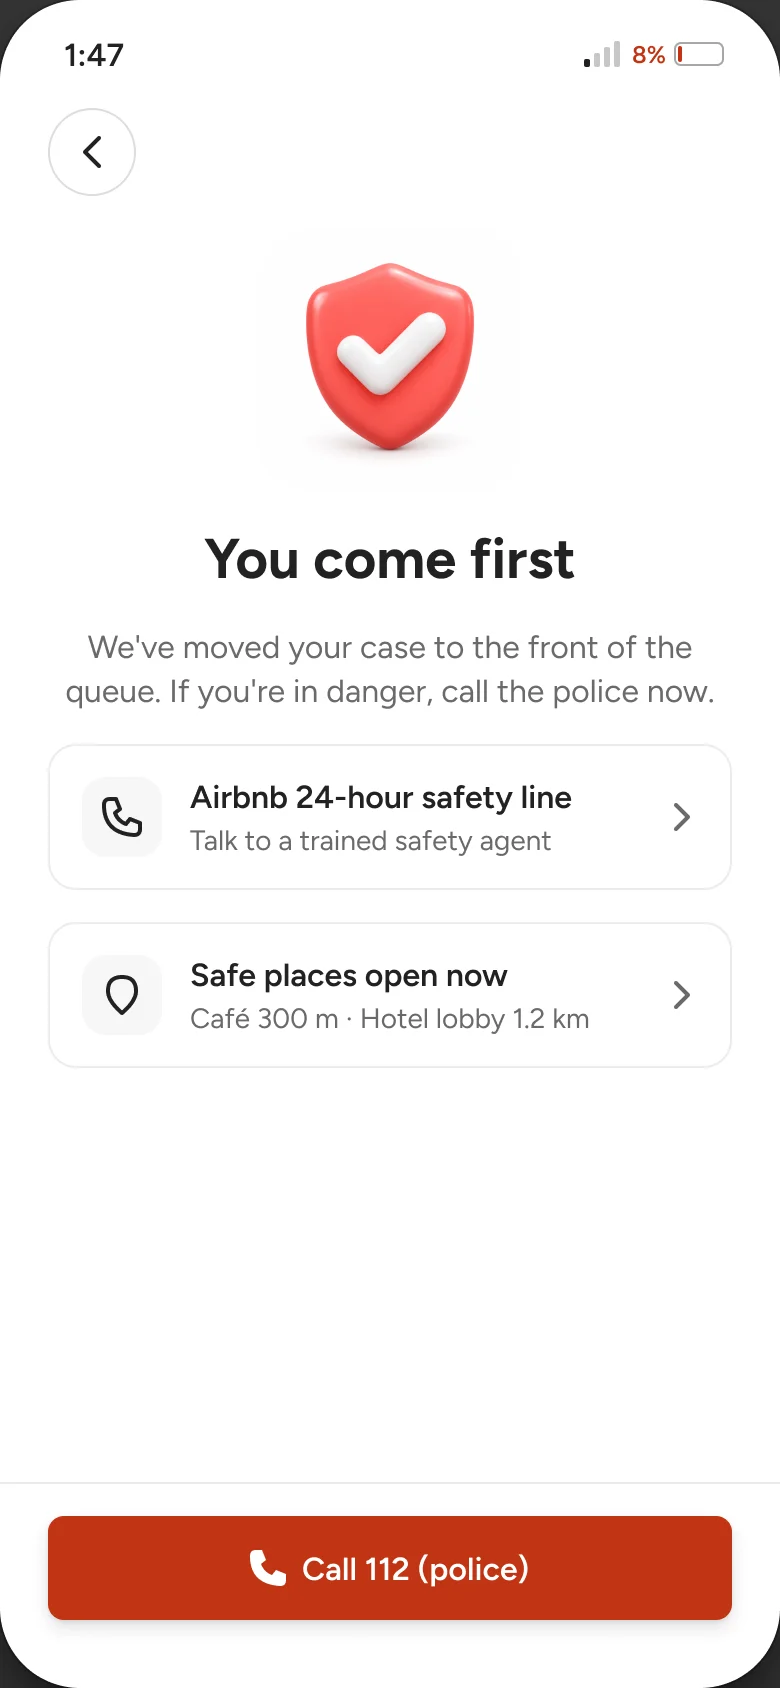 1:47
8%
You come first
We've moved your case to the front of the
queue. If you're in danger, call the police now.
Airbnb 24-hour safety line
Talk to a trained safety agent
Safe places open now
Café 300 m · Hotel lobby 1.2 km
Call 112 (police)